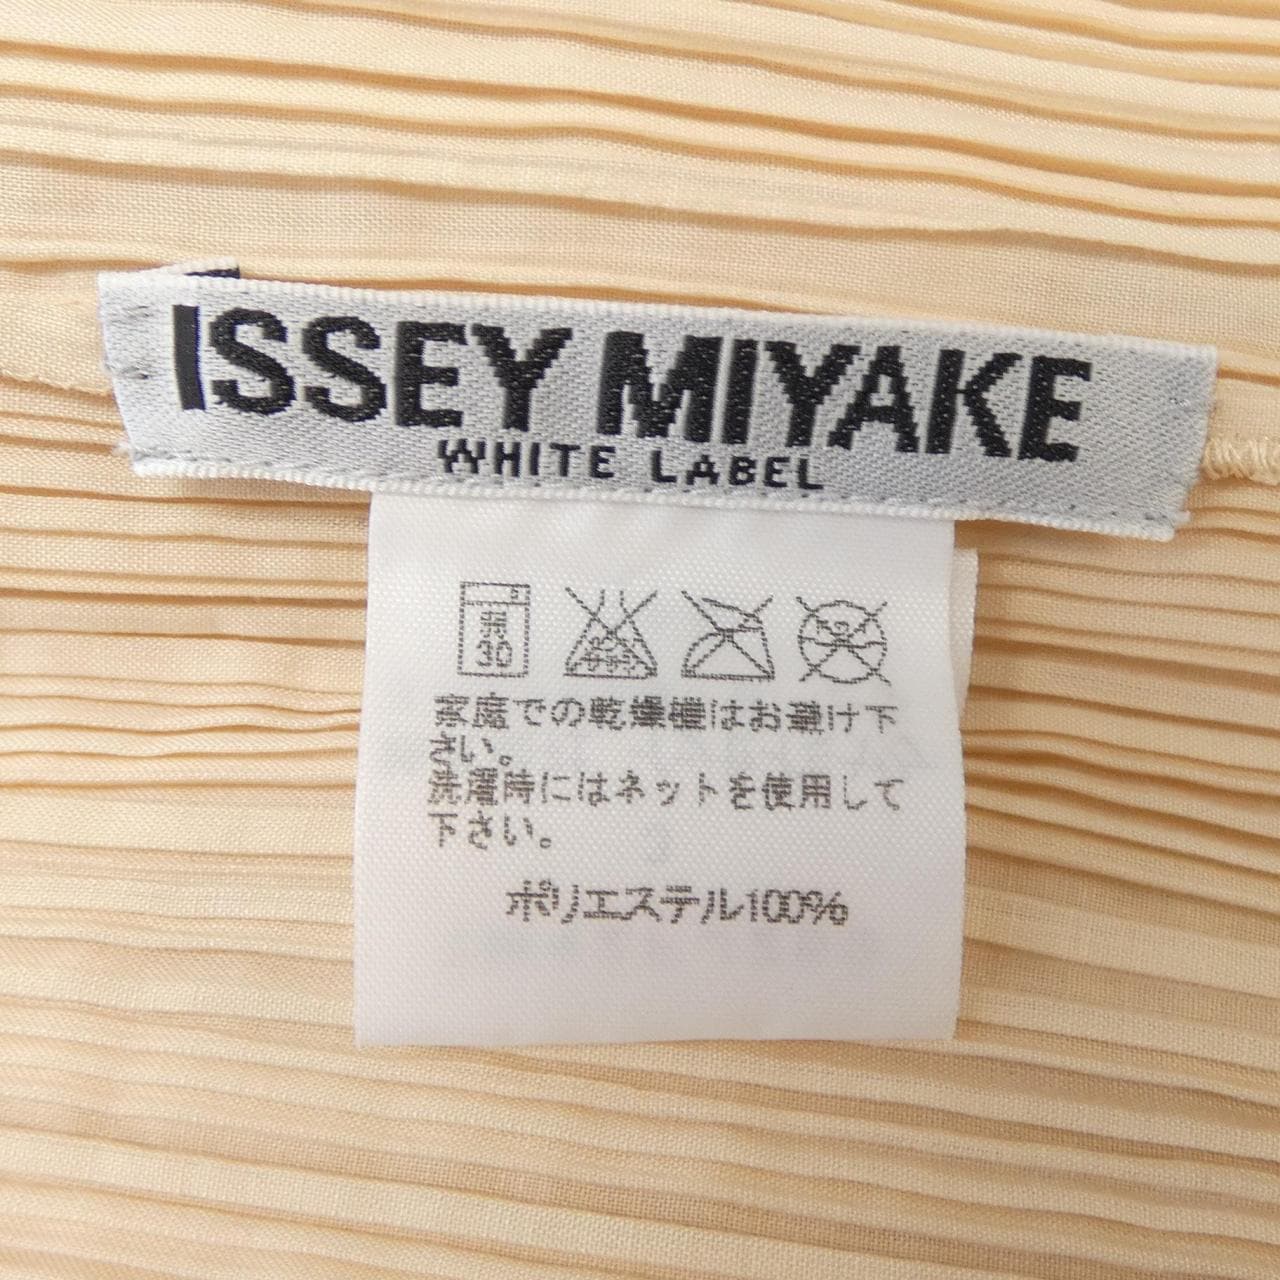 ISSEY MIYAKE
WHITE LABEL
弱
30
家庭での乾燥機はお避け下
さい。
洗濯時にはネットを使用して
下さい。
ポリエステル100%